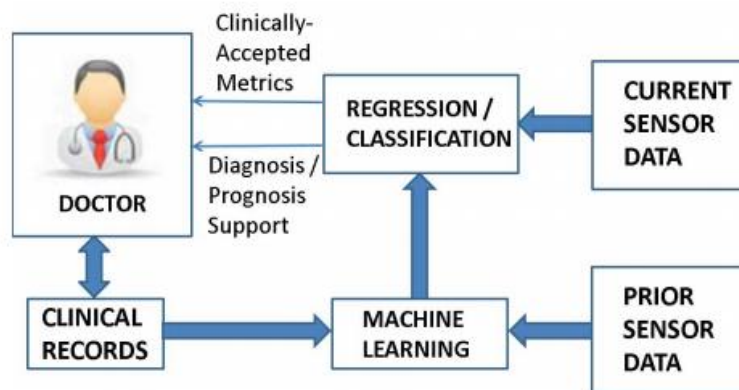 Clinically-
Accepted
Metrics
REGRESSION /
CLASSIFICATION
CURRENT
SENSOR
DATA
DOCTOR
Diagnosis /
Prognosis
Support
CLINICAL
RECORDS
MACHINE
LEARNING
PRIOR
SENSOR
DATA